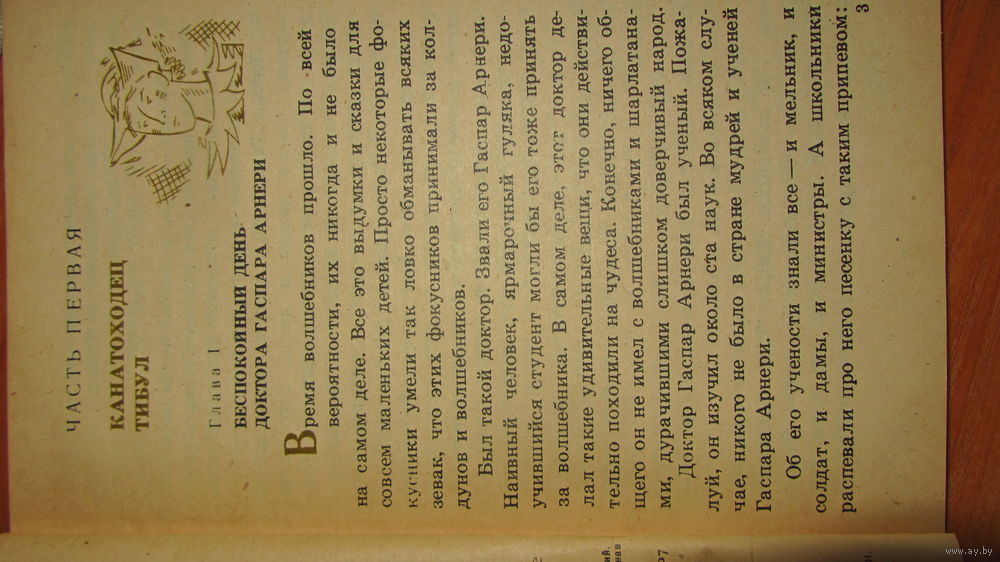 ЧАСТЬ ПЕРВАЯ
КАНАТОХОДЕЦ
ТИБУЛ
Глава I
БЕСПОКОЙНЫЙ ДЕНЬ
ДОКТОРА ГАСПАРА АРНЕРИ
Время волшебников прошло. По всей
вероятности, их никогда и не было
на самом деле. Все это выдумки и сказки для
совсем маленьких детей. Просто некоторые фо-
кусники умели так ловко обманывать всяких
зевак, что этих фокусников принимали за кол-
дунов и волшебников.
Был такой доктор. Звали его Гаспар Арнери.
Наивный человек, ярмарочный гуляка, недо-
учившийся студент могли бы его тоже принять
за волшебника. В самом деле, этот доктор де-
лал такие удивительные вещи, что они действи-
тельно походили на чудеса. Конечно, ничего об-
щего он не имел с волшебниками и шарлатана-
ми, дурачившими слишком доверчивый народ.
Доктор Гаспар Арнери был ученый. Пожа-
луй, он изучил около ста наук. Во всяком слу-
чае, никого не было в стране мудрей и ученей
Гаспара Арнери.
Об его учености знали все — и мельник, и
солдат, и дамы, и министры. А школьники
распевали про него песенку с таким припевом:
3
www.ay.by